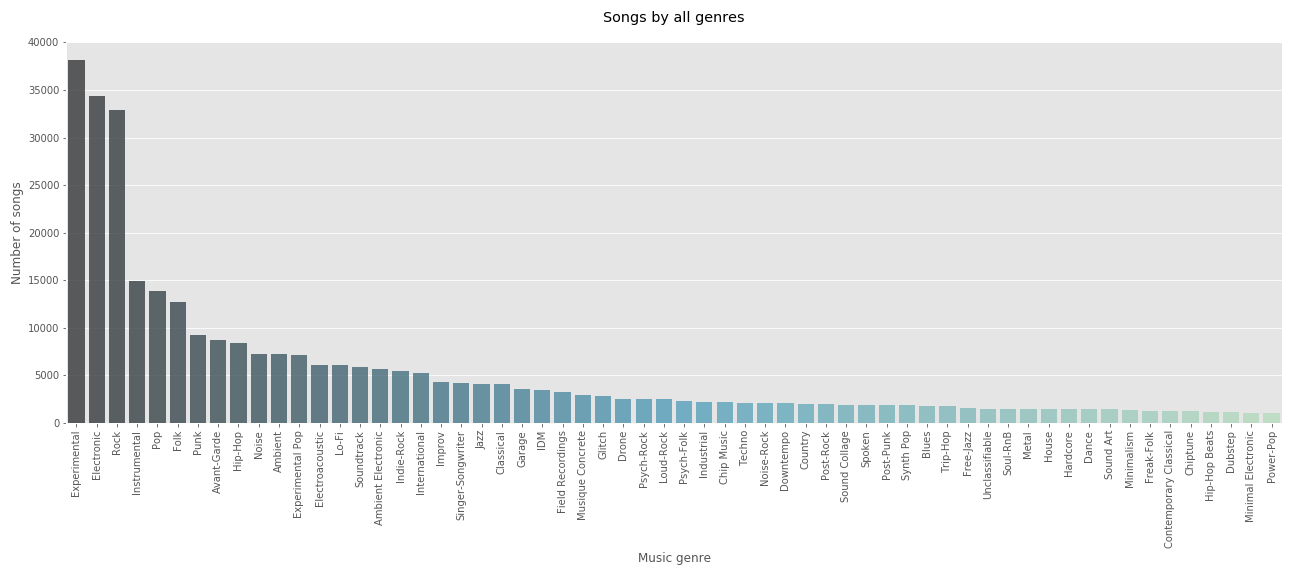 Songs by all genres
40000
35000
30000
25000
20000
15000
10000
5000
0
Number of songs
Experimental
Electronic
Rock
Instrumental
Pop
Folk
Punk
Avant-Garde
Hip-Hop
Noise
Ambient
Experimental Pop
Electroacoustic
Lo-Fi
Soundtrack
Ambient Electronic
Indie-Rock
International
Improv
Singer-Songwriter
Jazz
Classical
Garage
IDM
Field Recordings
Musique Concrete
Glitch
Drone
Psych-Rock
Loud-Rock
Psych-Folk
Industrial
Chip Music
Techno
Noise-Rock
Downtempo
Country
Post-Rock
Sound Collage
Spoken
Post-Punk
Synth Pop
Blues
Trip-Hop
Free-Jazz
Unclassifiable
Soul-RnB
Metal
House
Hardcore
Dance
Sound Art
Minimalism
Freak-Folk
Contemporary Classical
Chiptune
Hip-Hop Beats
Dubstep
Minimal Electronic
Power-Pop
Music genre